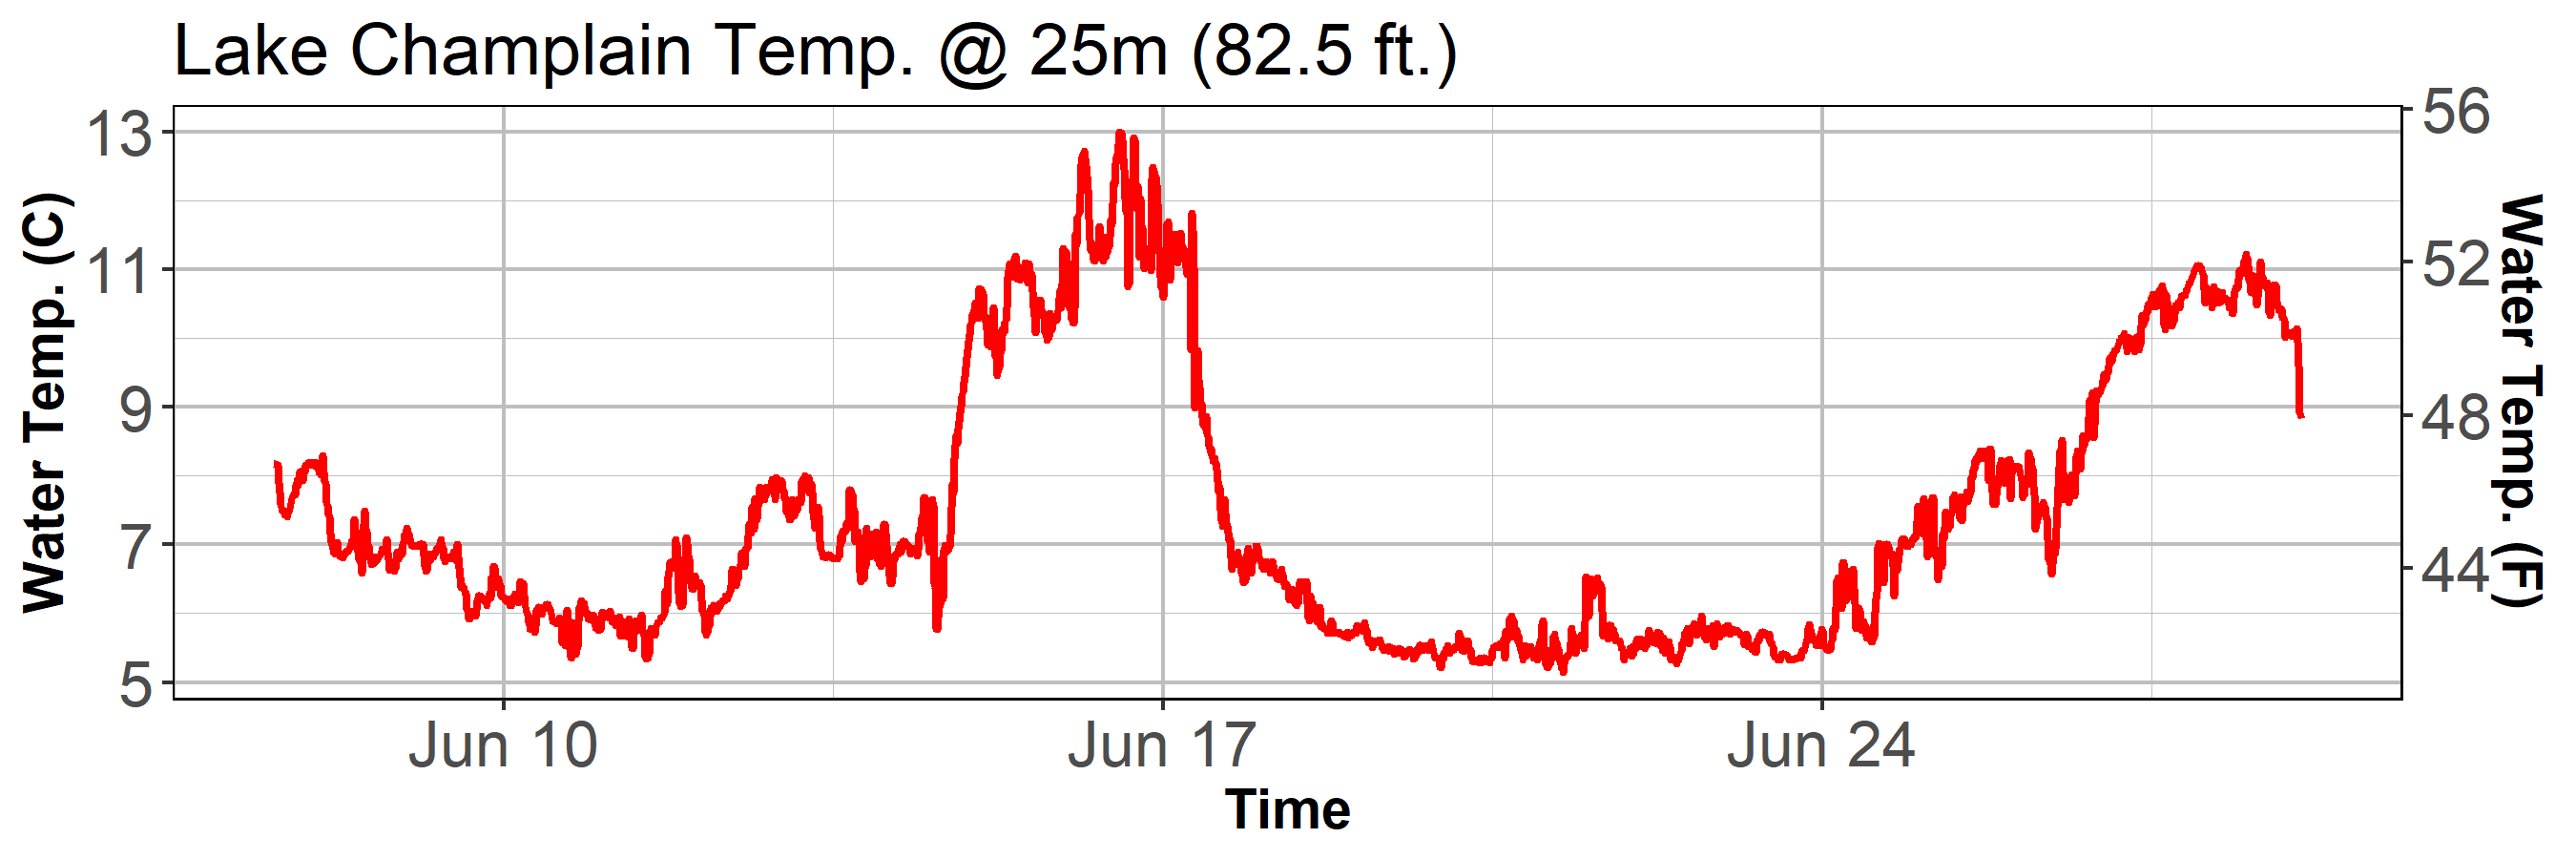 Lake Champlain Temp. @ 25m (82.5 ft.)
Water Temp. (C)
13
11
9
7
5
56
52
48
44
Water Temp. (F)
Jun 10 Jun 17 Jun 24
Time